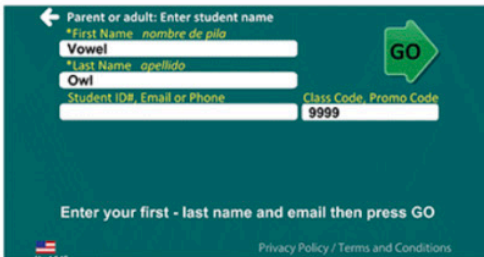 Parent or adult: Enter student name
*First Name nombre de pila
Vowel
*Last Name apellido
Owl
Student ID#, Email or Phone Class Code, Promo Code
9999
GO
Enter your first - last name and email then press GO
Privacy Policy / Terms and Conditions